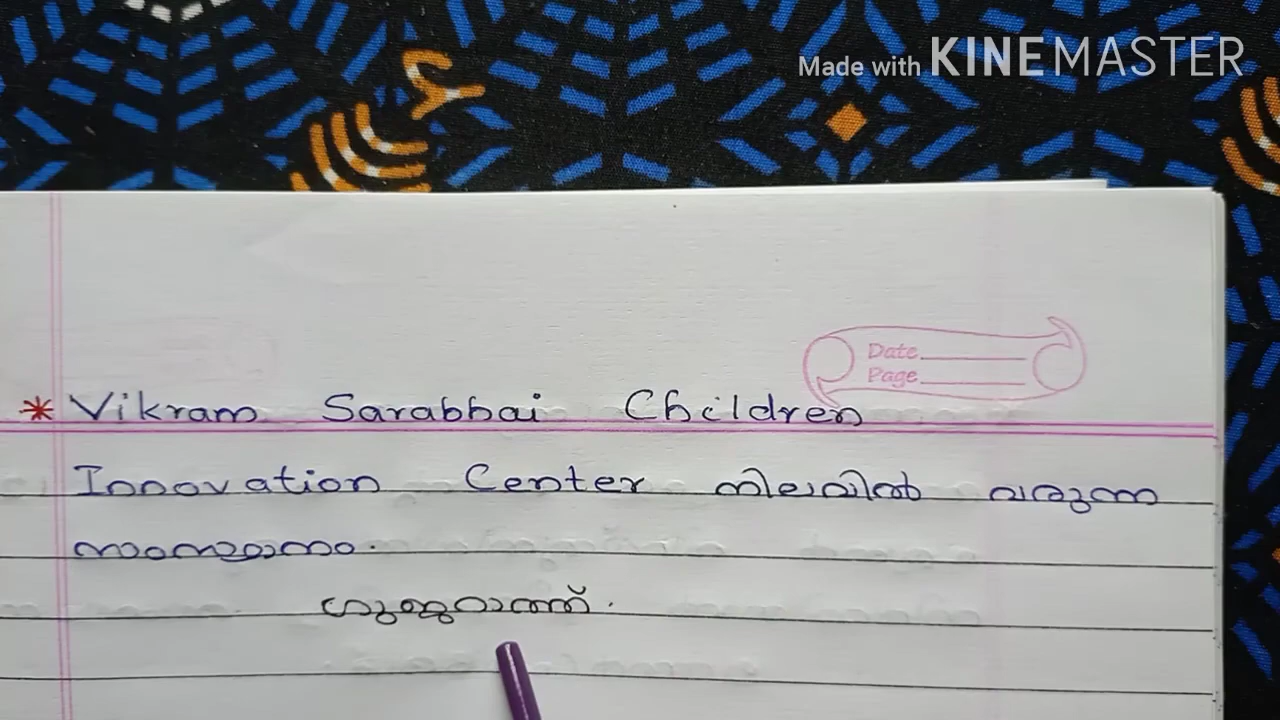 Made with KINEMASTER
Date
Page
* Vikram Sarabhai Children
Innovation Center നിലവിൽ വരുന്ന
സംസ്ഥാനം.
ഗുജറാത്ത്.